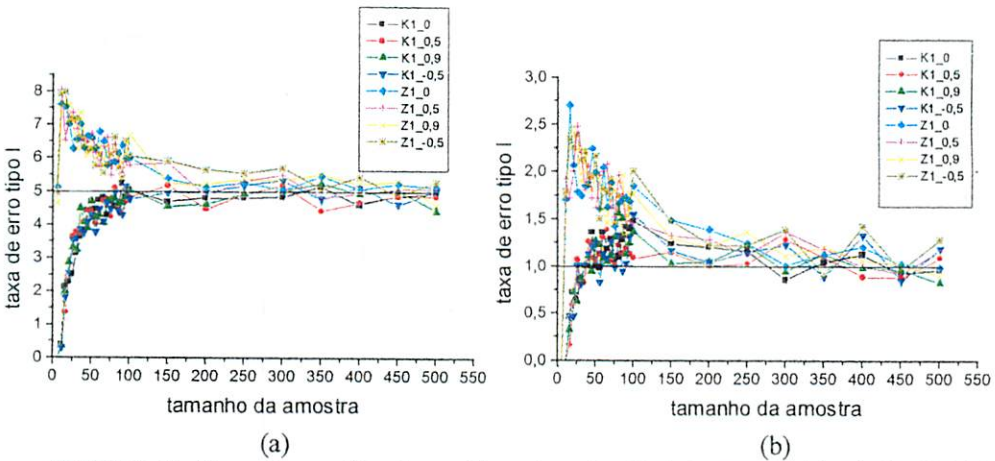 K1_0
K1_0,5
K1_0,9
K1_-0,5
Z1_0
Z1_0,5
Z1_0,9
Z1_-0,5
taxa de erro tipo I
8
7
6
5
4
3
2
1
0
0 50 100 150 200 250 300 350 400 450 500 550
tamanho da amostra
(a)
K1_0
K1_0,5
K1_0,9
K1_-0,5
Z1_0
Z1_0,5
Z1_0,9
Z1_-0,5
taxa de erro tipo I
3,0
2,5
2,0
1,5
1,0
0,5
0,0
0 50 100 150 200 250 300 350 400 450 500 550
tamanho da amostra
(b)